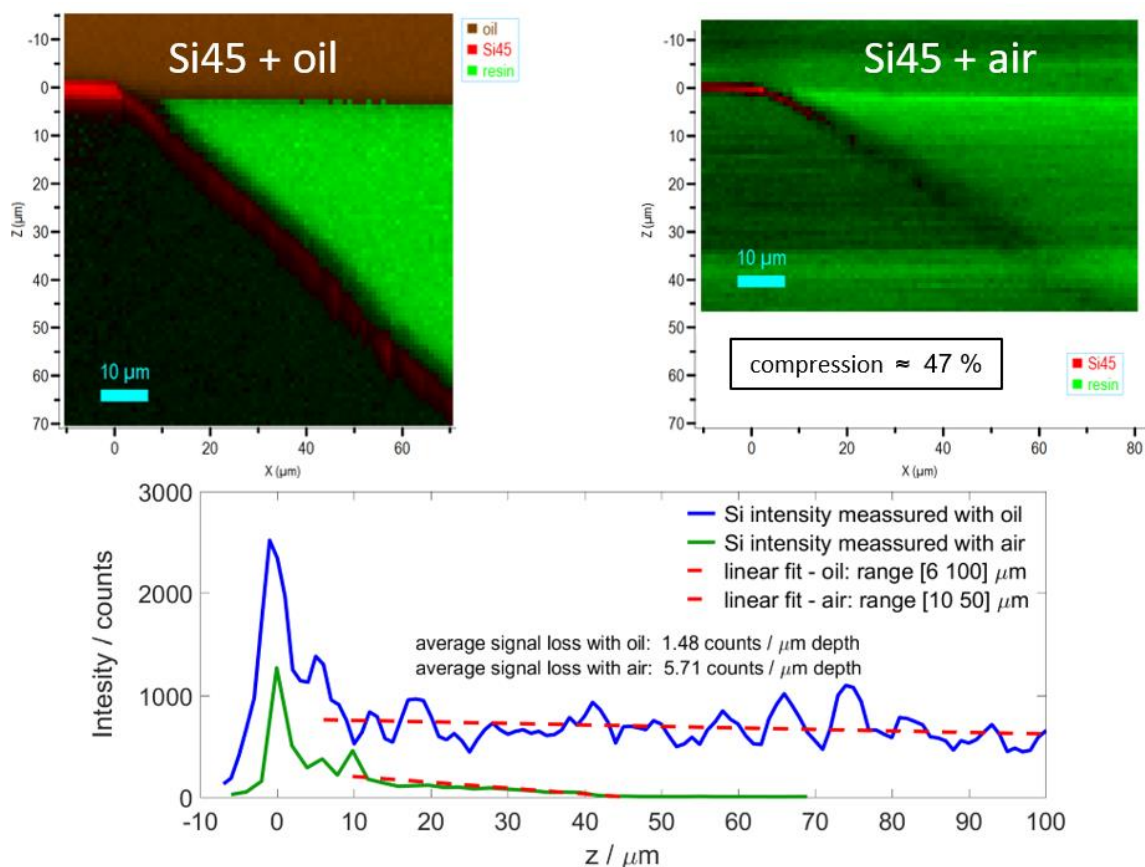 Si45 + oil
oil
Si45
resin
-10
0
10
20
30
40
50
60
70
Z (µm)
10 µm
0
20
40
60
X (µm)
Si45 + air
-10
0
10
20
30
40
50
60
70
Z (µm)
10 µm
compression ≈ 47 %
Si45
resin
0
20
40
60
80
X (µm)
3000
2000
1000
0
Intesity / counts
Si intensity meassured with oil
Si intensity meassured with air
linear fit - oil: range [6 100] µm
linear fit - air: range [10 50] µm
average signal loss with oil: 1.48 counts / µm depth
average signal loss with air: 5.71 counts / µm depth
-10 0 10 20 30 40 50 60 70 80 90 100
z / µm